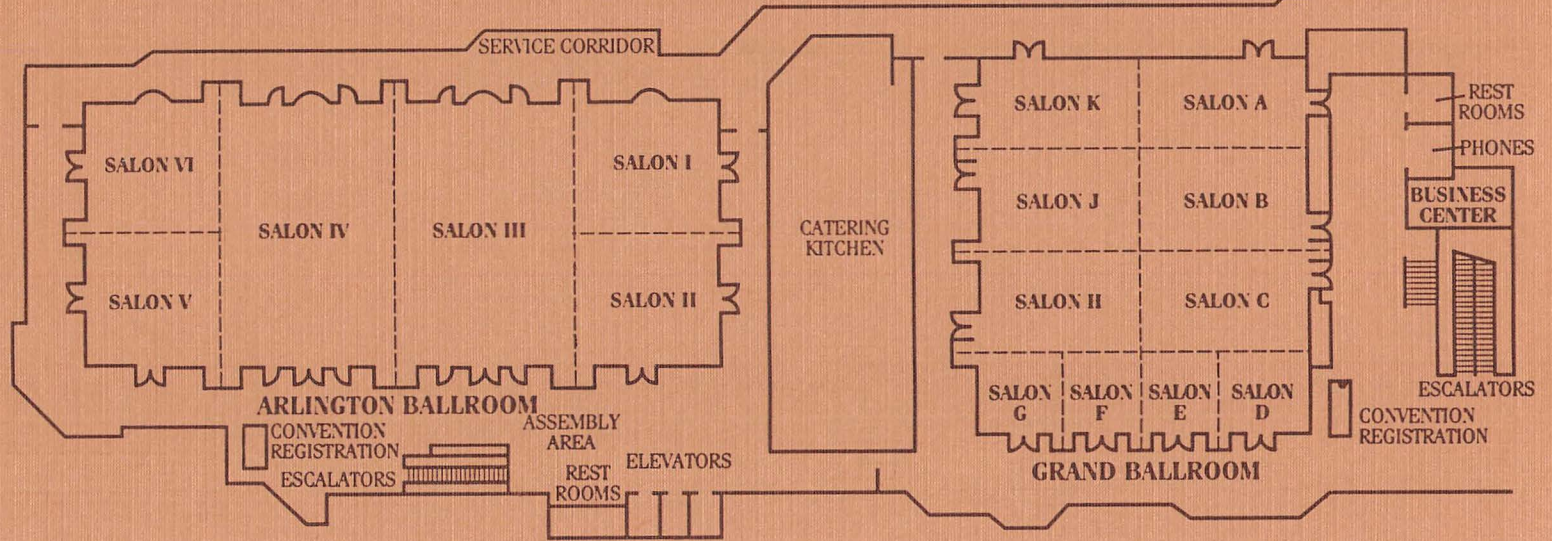 SERVICE CORRIDOR
SALON VI
SALON I
SALON IV
SALON III
SALON V
SALON II
ARLINGTON BALLROOM
CONVENTION
REGISTRATION
ESCALATORS
ASSEMBLY
AREA
REST
ROOMS
ELEVATORS
CATERING
KITCHEN
SALON K
SALON A
SALON J
SALON B
SALON H
SALON C
SALON
G
SALON
F
SALON
E
SALON
D
GRAND BALLROOM
REST
ROOMS
PHONES
BUSINESS
CENTER
ESCALATORS
CONVENTION
REGISTRATION